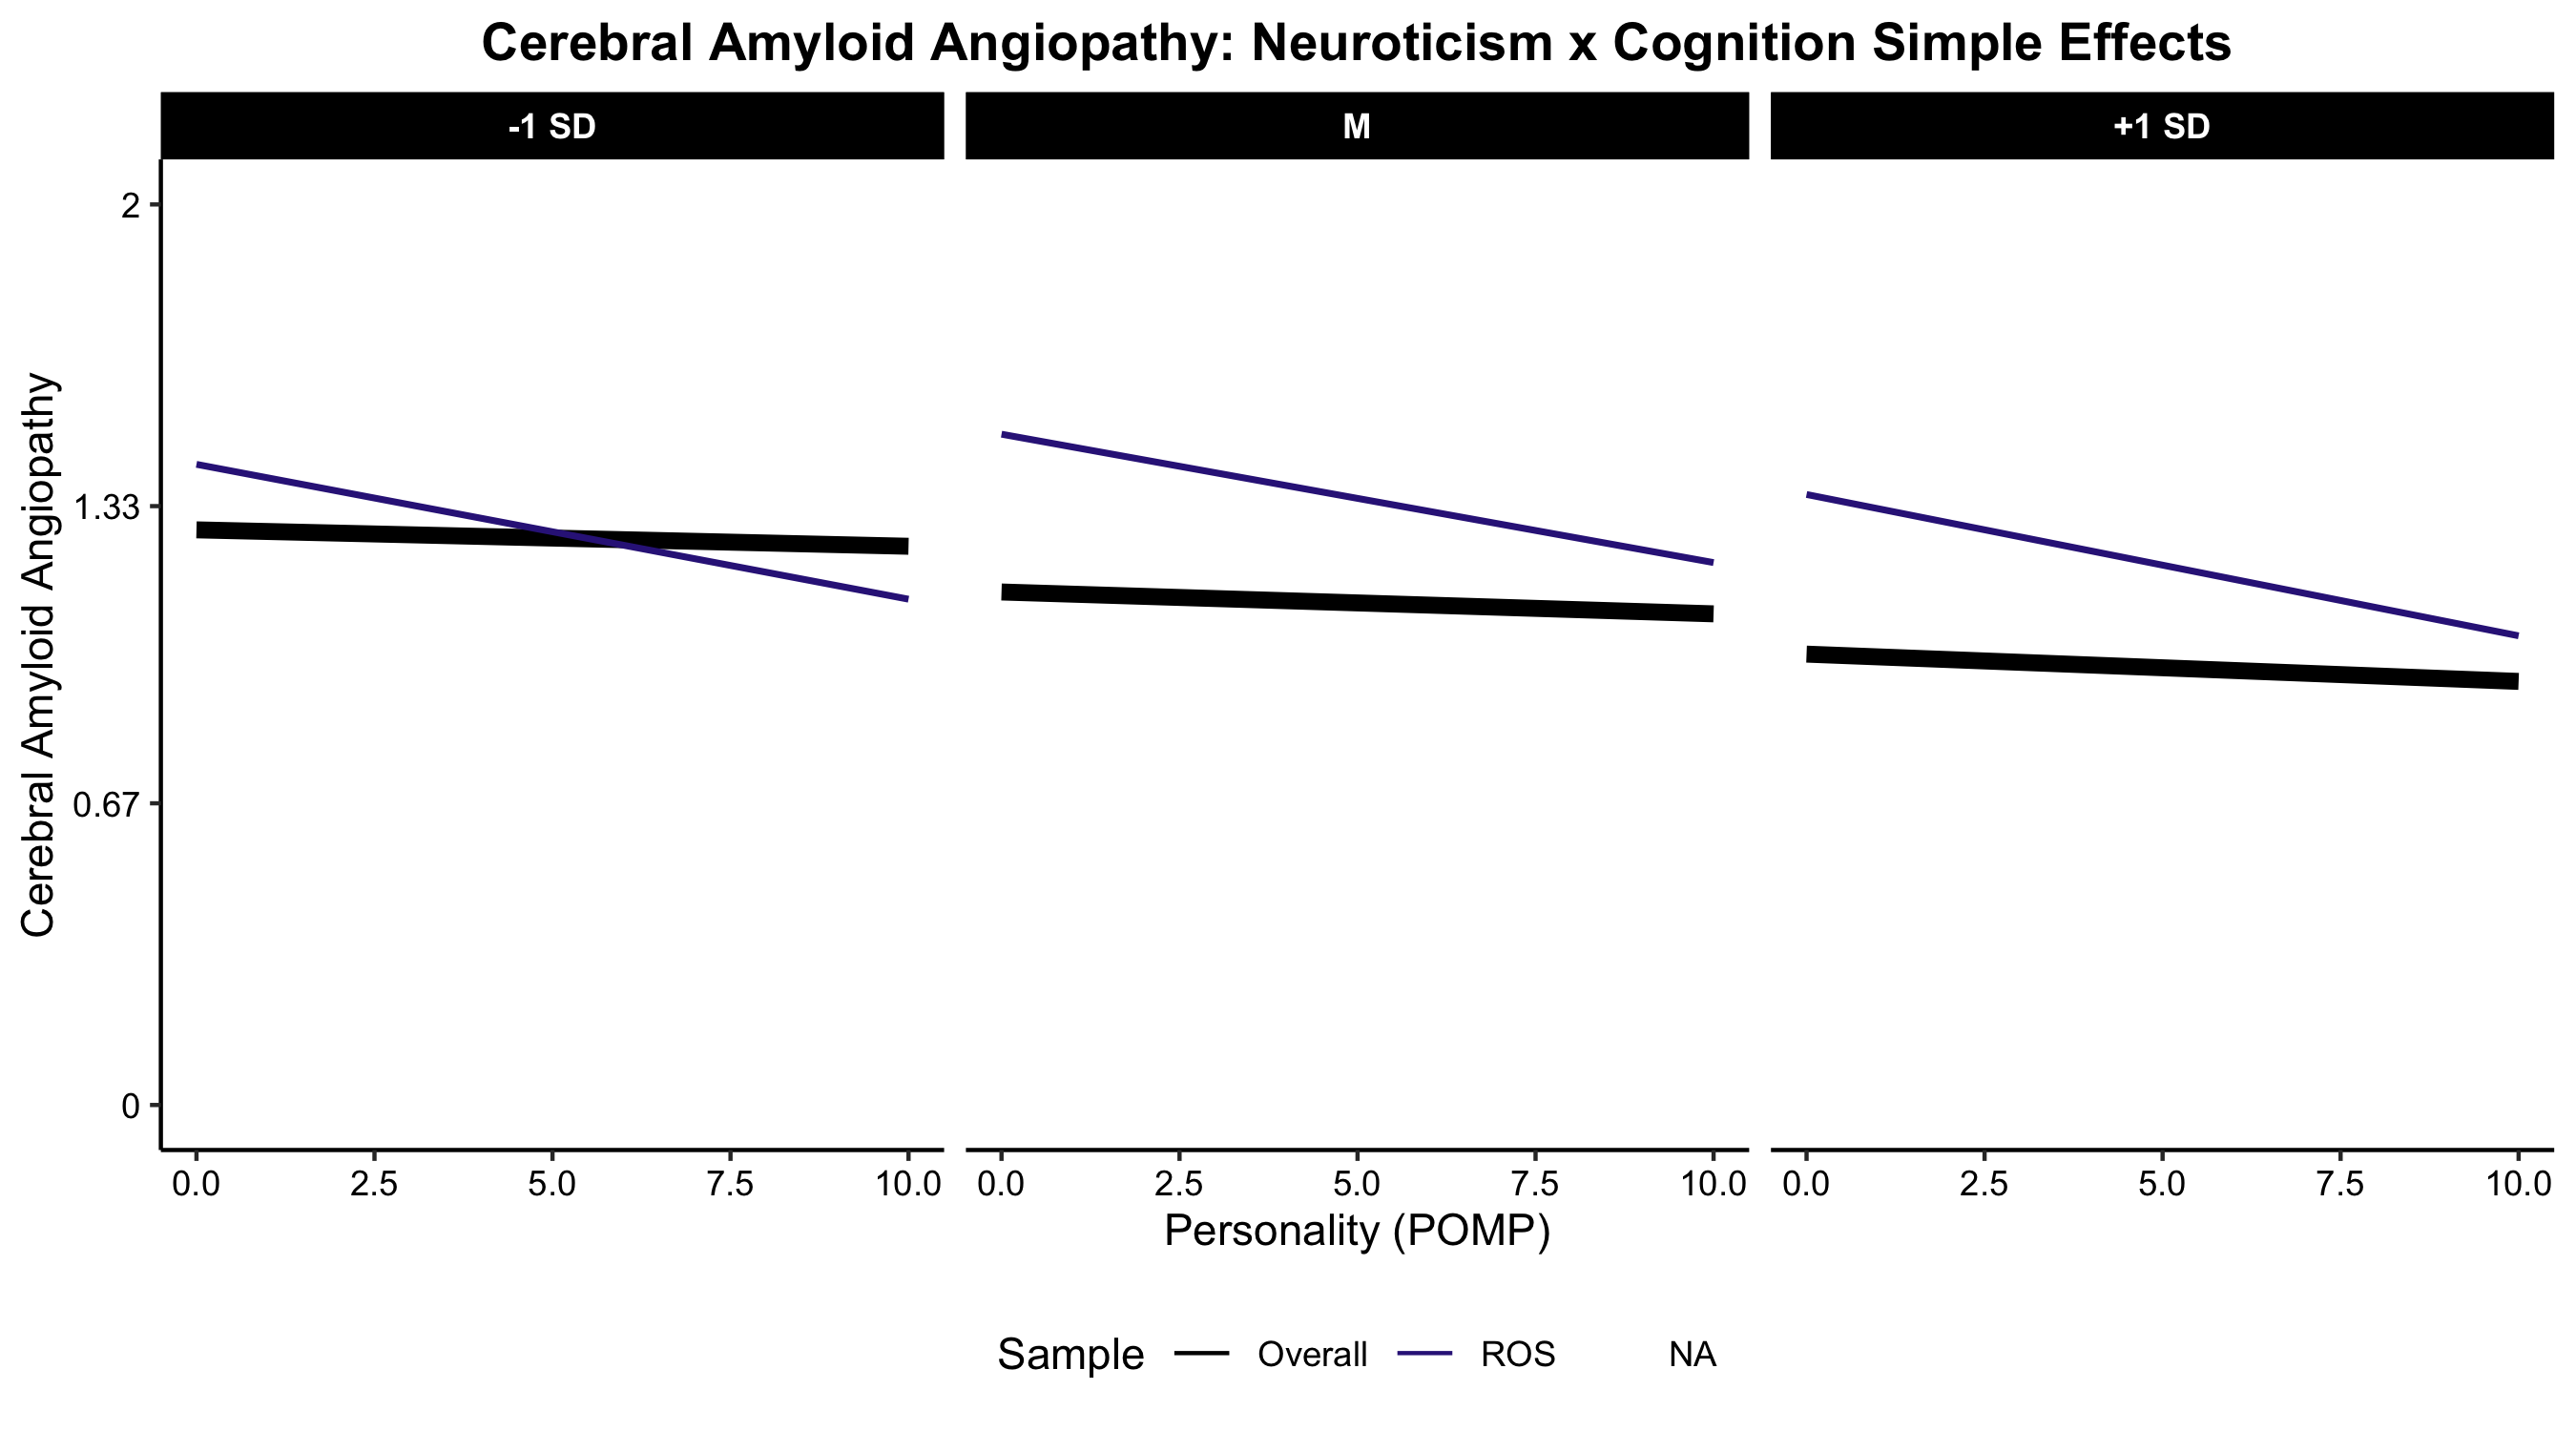 Cerebral Amyloid Angiopathy: Neuroticism x Cognition Simple Effects
-1 SD
M
+1 SD
Cerebral Amyloid Angiopathy
2
1.33
0.67
0
0.0 2.5 5.0 7.5 10.0
0.0 2.5 5.0 7.5 10.0
0.0 2.5 5.0 7.5 10.0
Personality (POMP)
Sample Overall ROS NA